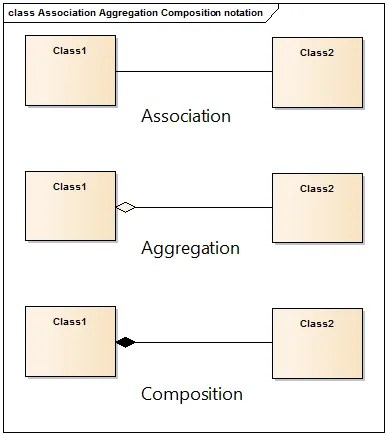 class Association Aggregation Composition notation
Class1
Class2
Association
Class1
Class2
Aggregation
Class1
Class2
Composition